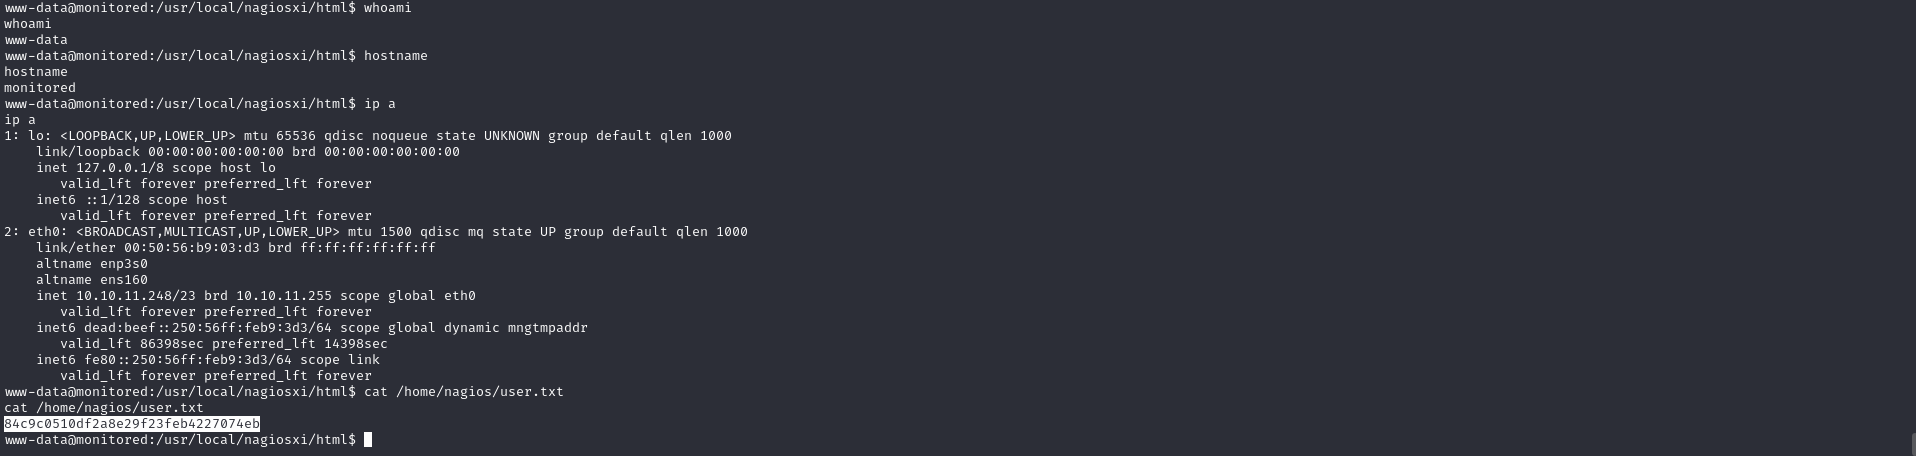 www-data@monitored:/usr/local/nagiosxi/html$ whoami
whoami
www-data
www-data@monitored:/usr/local/nagiosxi/html$ hostname
hostname
monitored
www-data@monitored:/usr/local/nagiosxi/html$ ip a
ip a
1: lo: <LOOPBACK,UP,LOWER_UP> mtu 65536 qdisc noqueue state UNKNOWN group default qlen 1000
    link/loopback 00:00:00:00:00:00 brd 00:00:00:00:00:00
    inet 127.0.0.1/8 scope host lo
       valid_lft forever preferred_lft forever
    inet6 ::1/128 scope host
       valid_lft forever preferred_lft forever
2: eth0: <BROADCAST,MULTICAST,UP,LOWER_UP> mtu 1500 qdisc mq state UP group default qlen 1000
    link/ether 00:50:56:b9:03:d3 brd ff:ff:ff:ff:ff:ff
    altname enp3s0
    altname ens160
    inet 10.10.11.248/23 brd 10.10.11.255 scope global eth0
       valid_lft forever preferred_lft forever
    inet6 dead:beef::250:56ff:feb9:3d3/64 scope global dynamic mngtmpaddr
       valid_lft 86398sec preferred_lft 14398sec
    inet6 fe80::250:56ff:feb9:3d3/64 scope link
       valid_lft forever preferred_lft forever
www-data@monitored:/usr/local/nagiosxi/html$ cat /home/nagios/user.txt
cat /home/nagios/user.txt
84c9c0510df2a8e29f23feb4227074eb
www-data@monitored:/usr/local/nagiosxi/html$